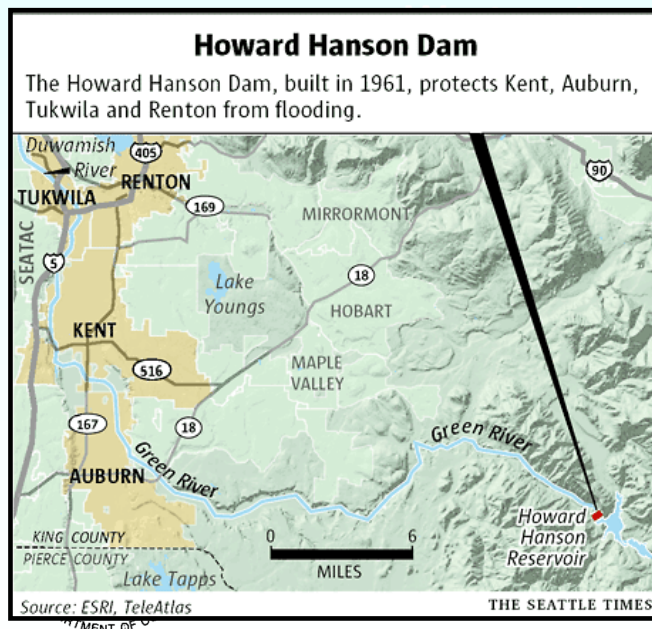 Howard Hanson Dam
The Howard Hanson Dam, built in 1961, protects Kent, Auburn,
Tukwila and Renton from flooding.
Duwamish
River
405
90
RENTON
TUKWILA
169
MIRRORMONT
SEATAC
5
18
Lake
Youngs
HOBART
KENT
516
MAPLE
VALLEY
167
18
Green River
Green River
AUBURN
Howard
Hanson
Reservoir
KING COUNTY
PIERCE COUNTY
0 6
MILES
Lake Tapps
Source: ESRI, TeleAtlas
THE SEATTLE TIMES